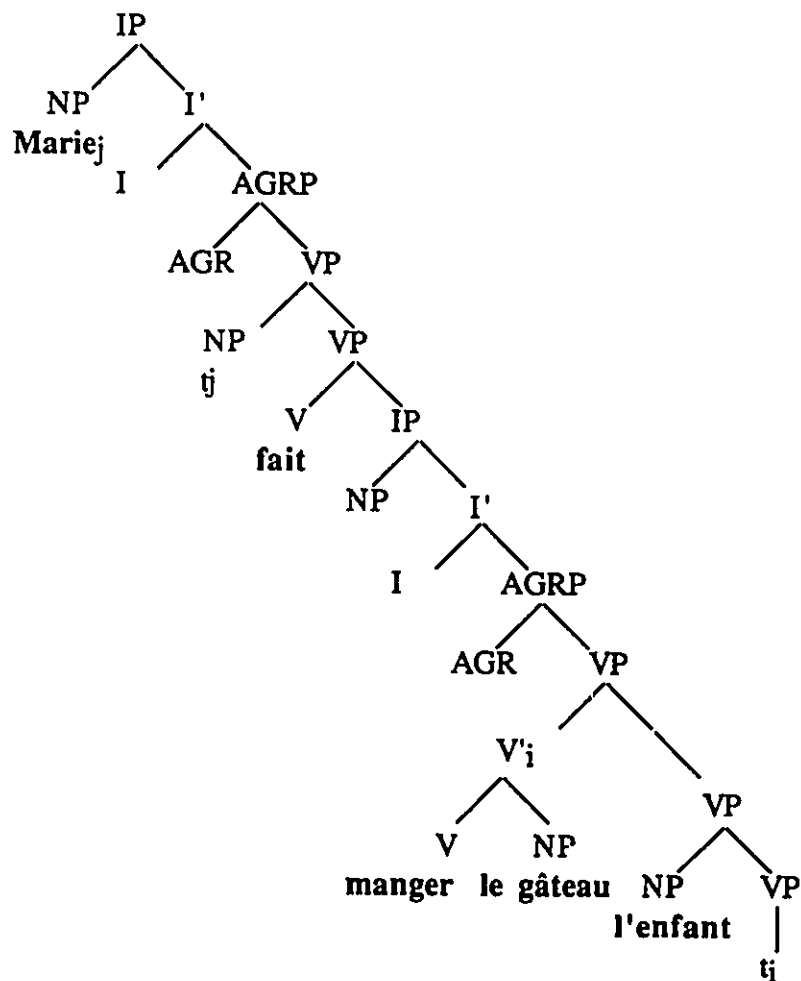 IP
NP I'
Mariej
I AGRP
AGR VP
NP VP
tj
V IP
fait
NP I'
I AGRP
AGR VP
V'i
VP
V NP
manger le gâteau NP VP
l'enfant
ti